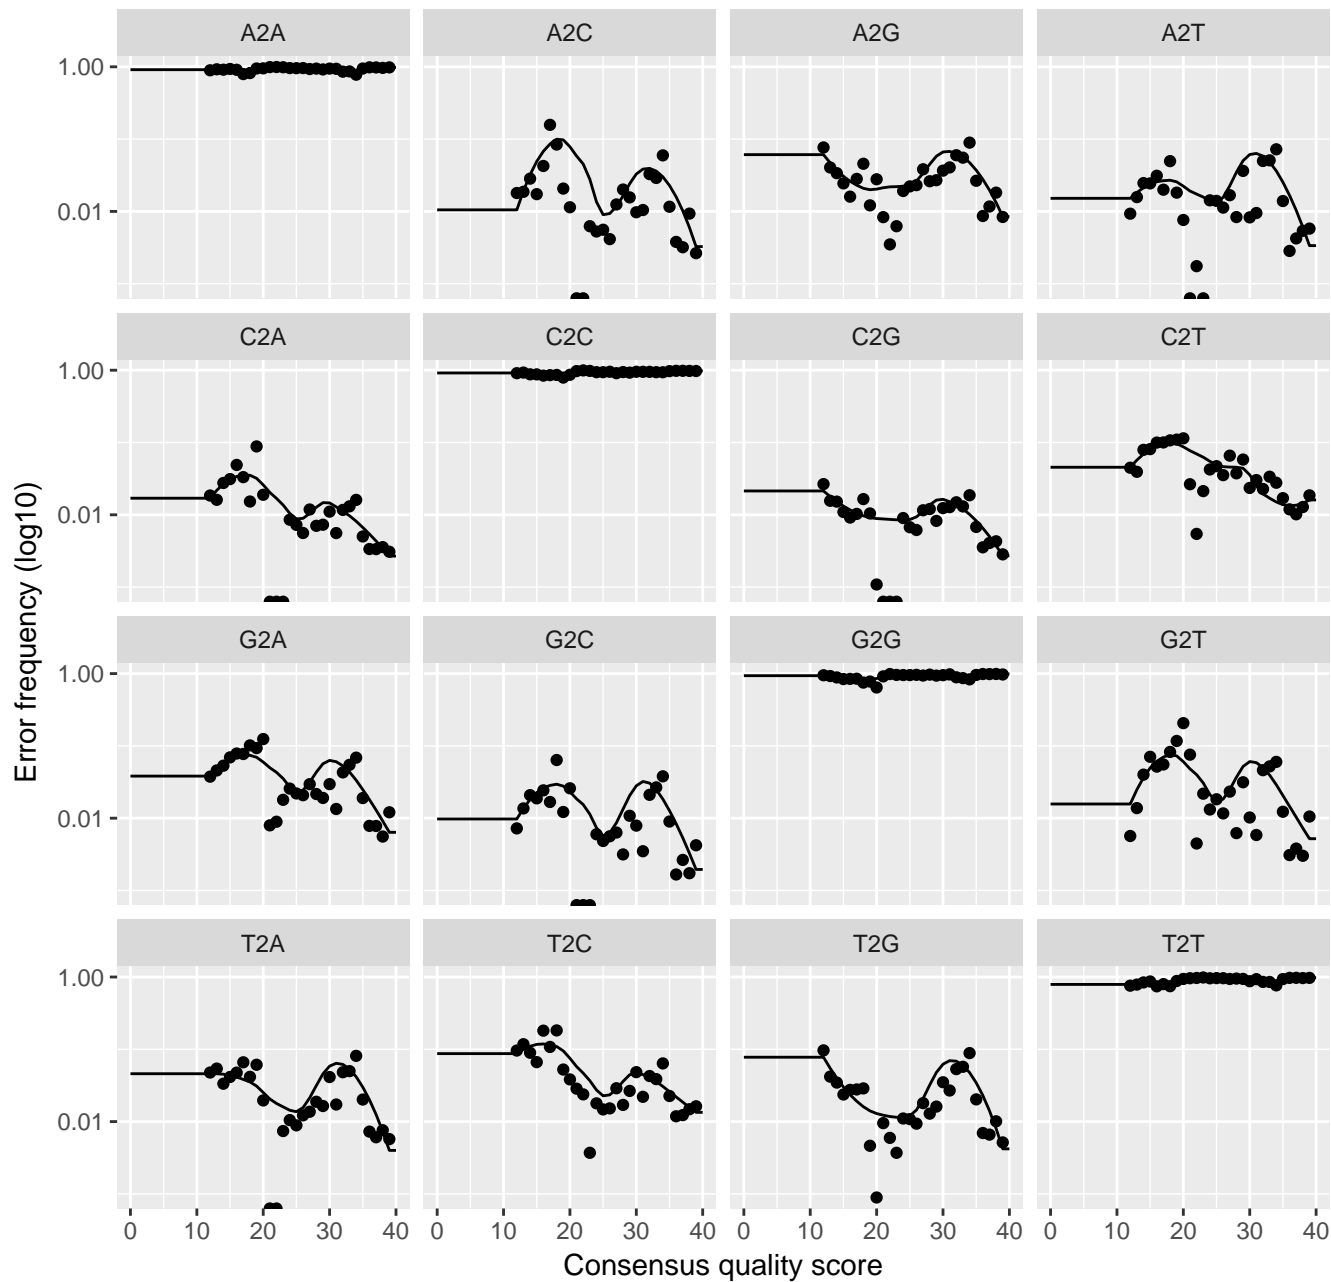 A2A A2C A2G A2T
1.00
0.01
C2A C2C C2G C2T
1.00
0.01
G2A G2C G2G G2T
1.00
0.01
T2A T2C T2G T2T
1.00
0.01
0 10 20 30 40 0 10 20 30 40 0 10 20 30 40 0 10 20 30 40
Consensus quality score
Error frequency (log10)